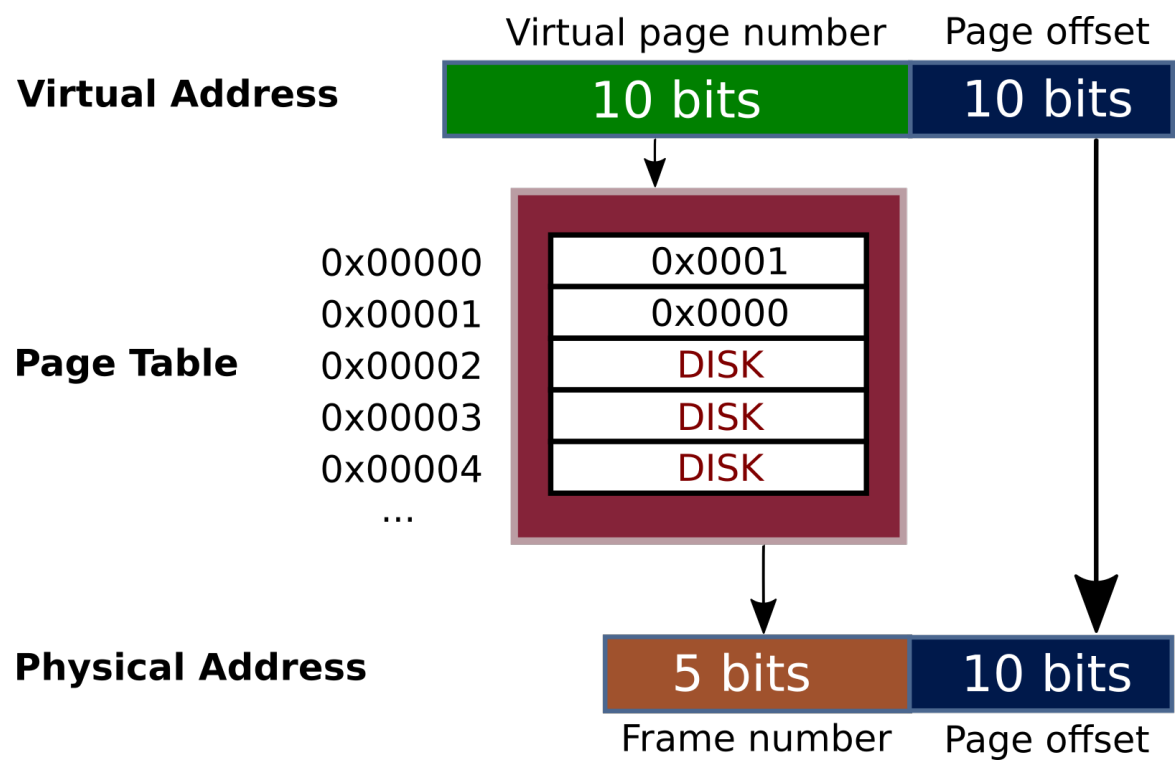 Virtual page number Page offset
Virtual Address 10 bits 10 bits
0x00000 0x0001
0x00001 0x0000
Page Table 0x00002 DISK
0x00003 DISK
0x00004 DISK
...
Physical Address 5 bits 10 bits
Frame number Page offset